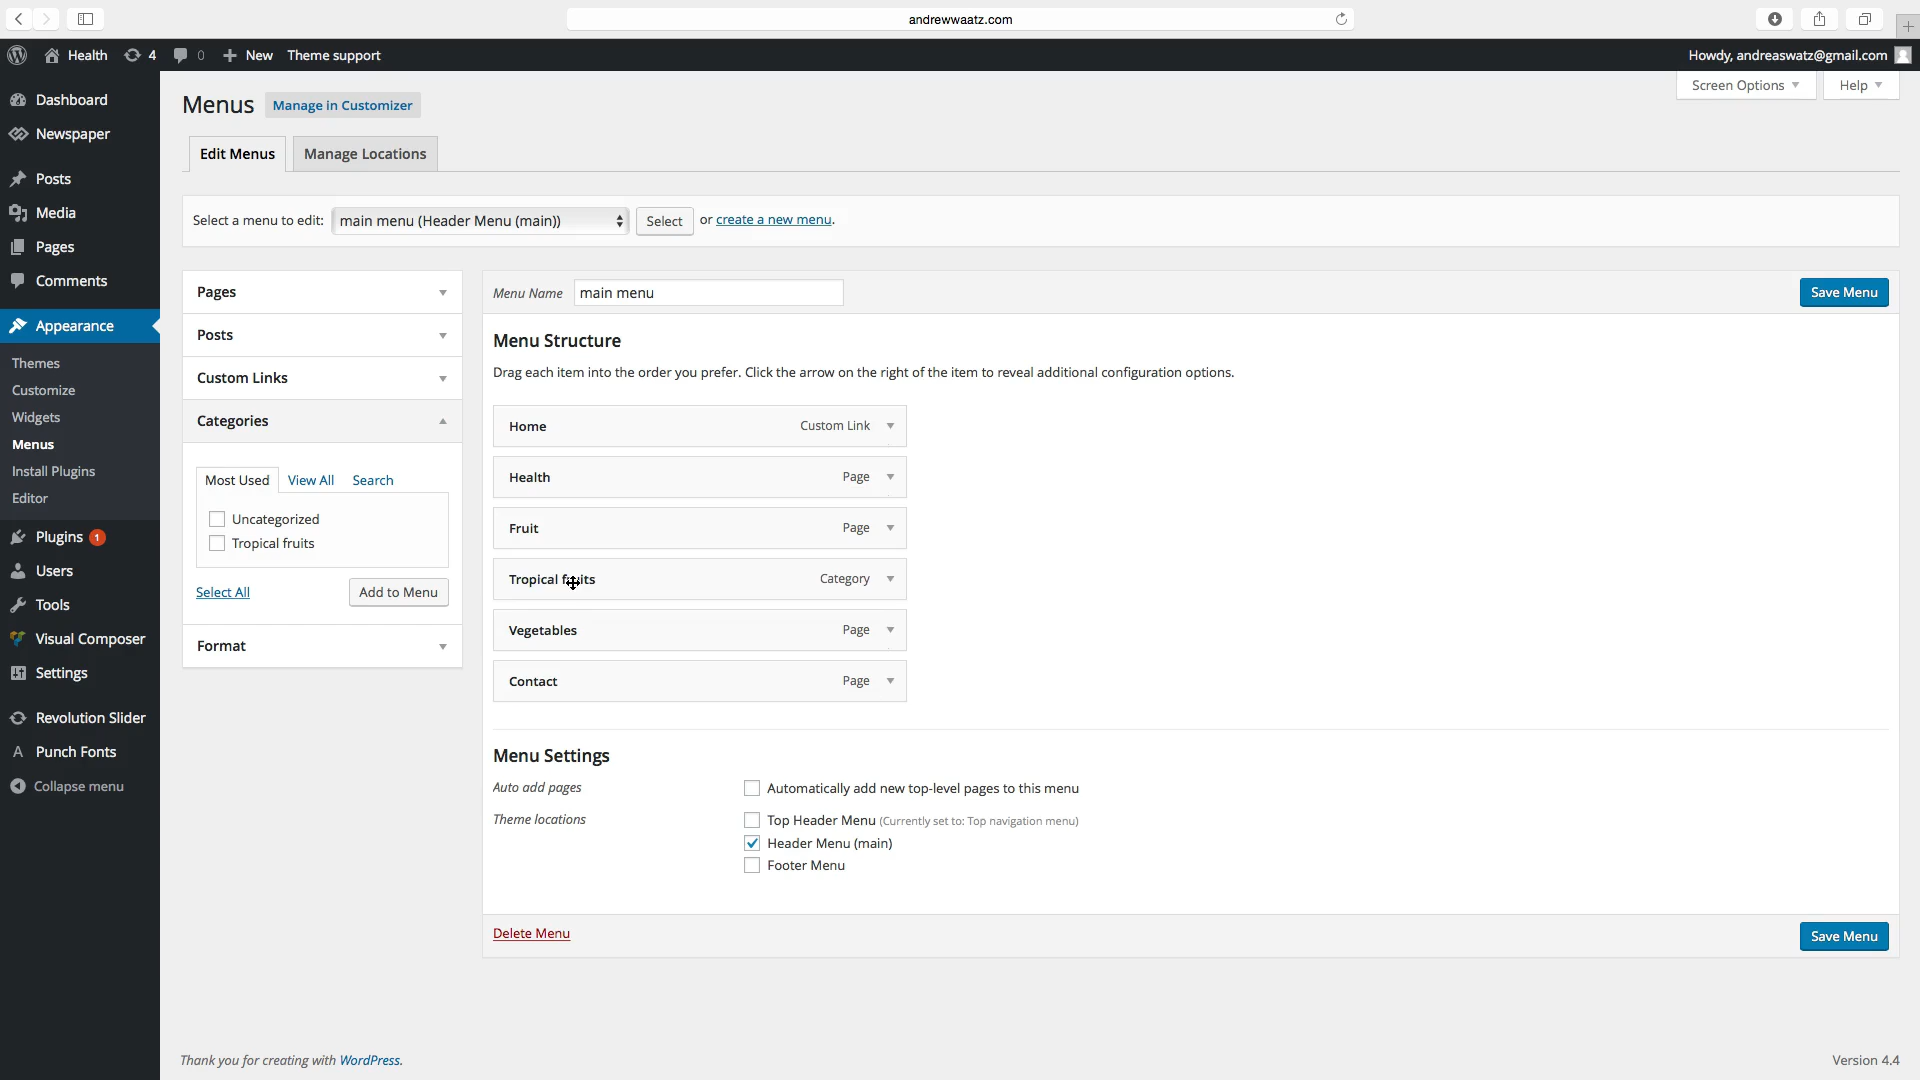 andrewwaatz.com
Health 4 0 New Theme support Howdy, andreaswatz@gmail.com
Screen Options Help
Dashboard
Newspaper
Posts
Media
Pages
Comments
Appearance
Themes
Customize
Widgets
Menus
Install Plugins
Editor
Plugins 1
Users
Tools
Visual Composer
Settings
Revolution Slider
A Punch Fonts
Collapse menu
Menus Manage in Customizer
Edit Menus Manage Locations
Select a menu to edit: main menu (Header Menu (main)) Select or create a new menu.
Pages
Posts
Custom Links
Categories
Most Used View All Search
Uncategorized
Tropical fruits
Select All Add to Menu
Format
Menu Name main menu Save Menu
Menu Structure
Drag each item into the order you prefer. Click the arrow on the right of the item to reveal additional configuration options.
Home Custom Link
Health Page
Fruit Page
Tropical fruits Category
Vegetables Page
Contact Page
Menu Settings
Auto add pages Automatically add new top-level pages to this menu
Theme locations Top Header Menu (Currently set to: Top navigation menu)
Header Menu (main)
Footer Menu
Delete Menu Save Menu
Thank you for creating with WordPress. Version 4.4